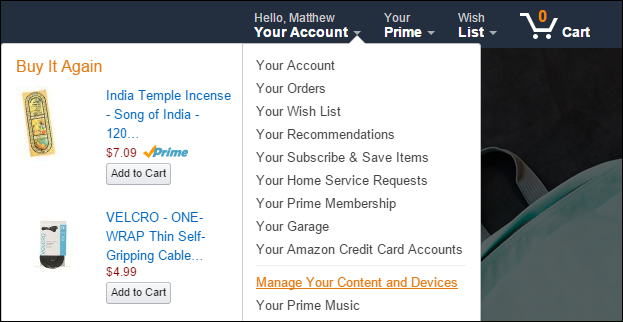 Hello, Matthew
Your Account
Your
Prime
Wish
List
0
Cart
Buy It Again
India Temple Incense
- Song of India -
120...
$7.09 Prime
Add to Cart
VELCRO - ONE-
WRAP Thin Self-
Gripping Cable...
$4.99
Add to Cart
Your Account
Your Orders
Your Wish List
Your Recommendations
Your Subscribe & Save Items
Your Home Service Requests
Your Prime Membership
Your Garage
Your Amazon Credit Card Accounts
Manage Your Content and Devices
Your Prime Music